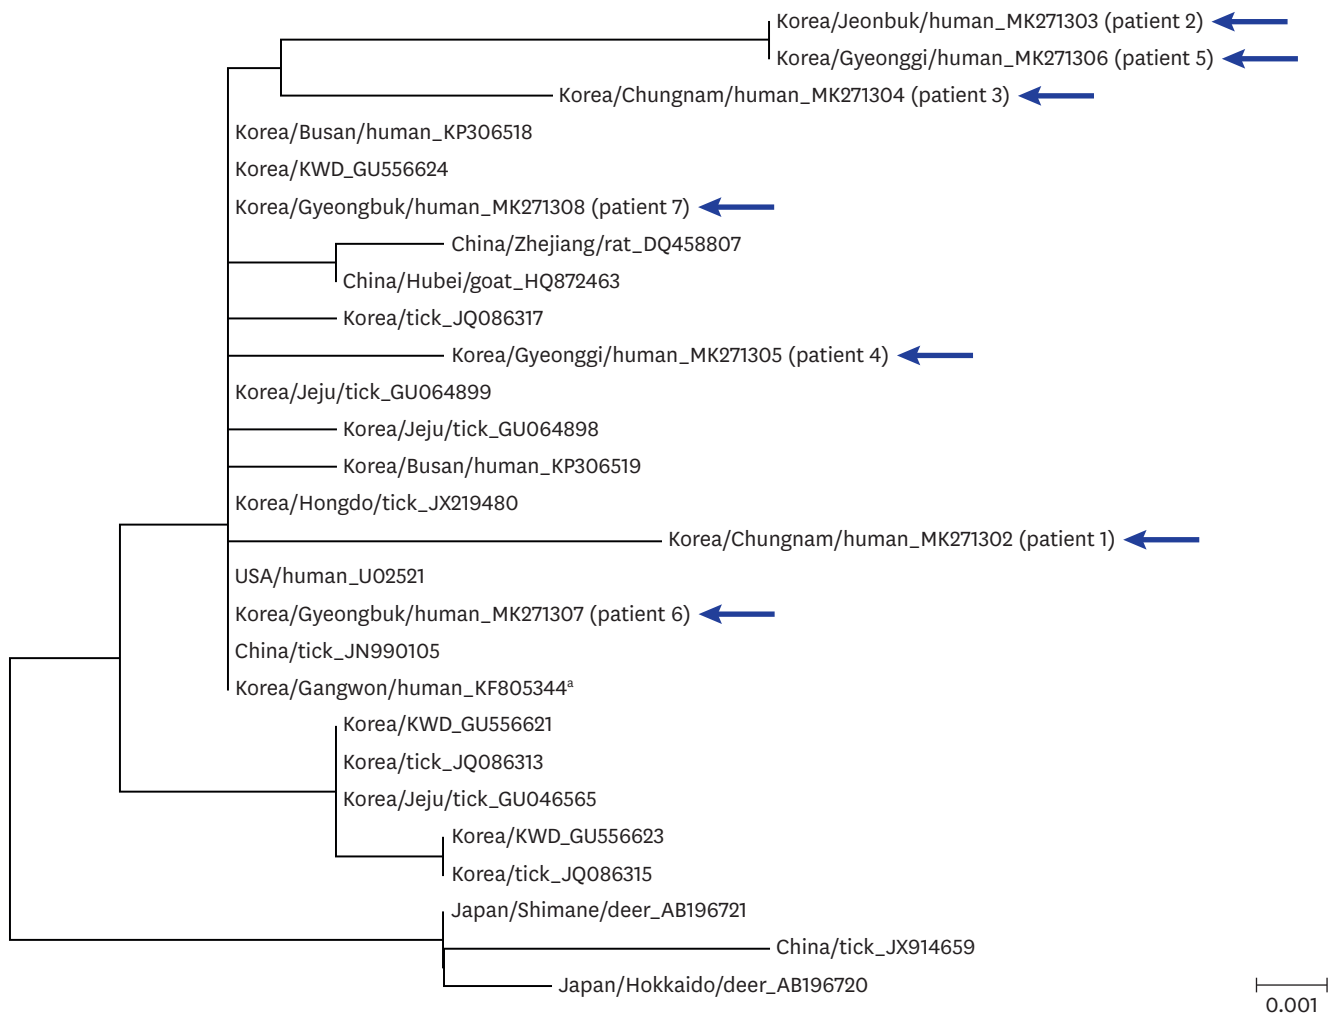 Korea/Jeonbuk/human_MK271303 (patient 2)
Korea/Gyeonggi/human_MK271306 (patient 5)
Korea/Chungnam/human_MK271304 (patient 3)
Korea/Busan/human_KP306518
Korea/KWD_GU556624
Korea/Gyeongbuk/human_MK271308 (patient 7)
China/Zhejiang/rat_DQ458807
China/Hubei/goat_HQ872463
Korea/tick_JQ086317
Korea/Gyeonggi/human_MK271305 (patient 4)
Korea/Jeju/tick_GU064899
Korea/Jeju/tick_GU064898
Korea/Busan/human_KP306519
Korea/Hongdo/tick_JX219480
Korea/Chungnam/human_MK271302 (patient 1)
USA/human_U02521
Korea/Gyeongbuk/human_MK271307 (patient 6)
China/tick_JN990105
Korea/Gangwon/human_KF805344ª
Korea/KWD_GU556621
Korea/tick_JQ086313
Korea/Jeju/tick_GU046565
Korea/KWD_GU556623
Korea/tick_JQ086315
Japan/Shimane/deer_AB196721
China/tick_JX914659
Japan/Hokkaido/deer_AB196720
0.001